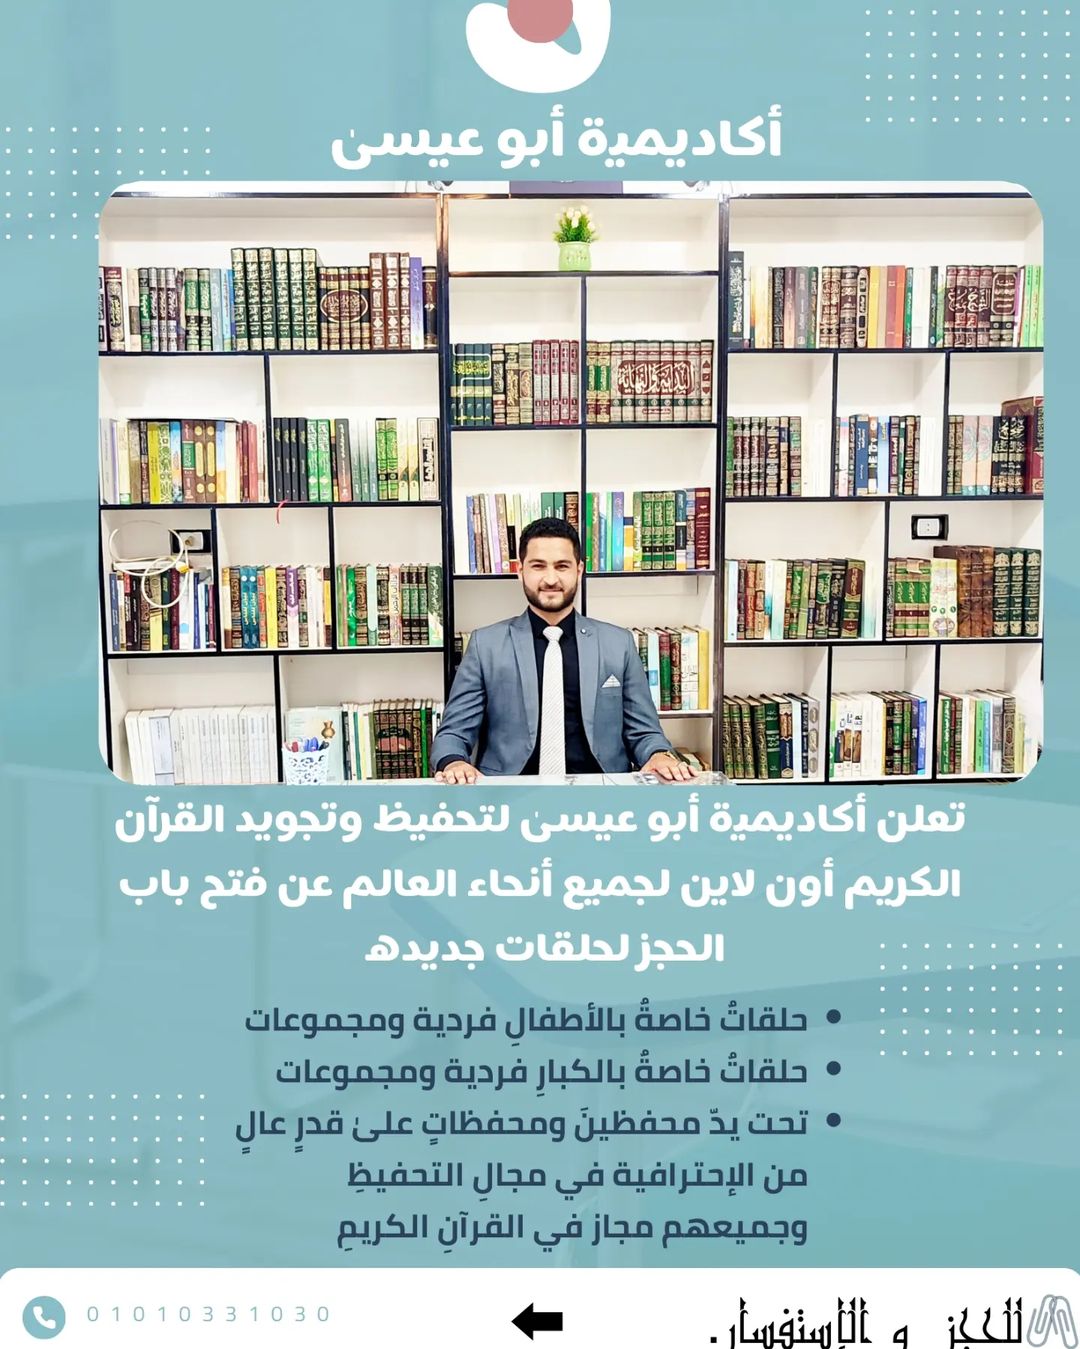 أكاديمية أبو عيسىٰ
البداية والنهاية
تعلن أكاديمية أبو عيسىٰ لتحفيظ وتجويد القرآن
الكريم أون لاين لجميع أنحاء العالم عن فتح باب
الحجز لحلقات جديده
• حلقاتُ خاصةُ بالأطفالِ فردية ومجموعات
• حلقاتُ خاصةُ بالكبارِ فردية ومجموعات
• تحت يدّ محفظينَ ومحفظاتٍ علىٰ قدرٍ عالٍ
من الإحترافية في مجالِ التحفيظِ
وجميعهم مجاز في القرآنِ الكريمِ
للحجز و الإستفسار.
01010331030